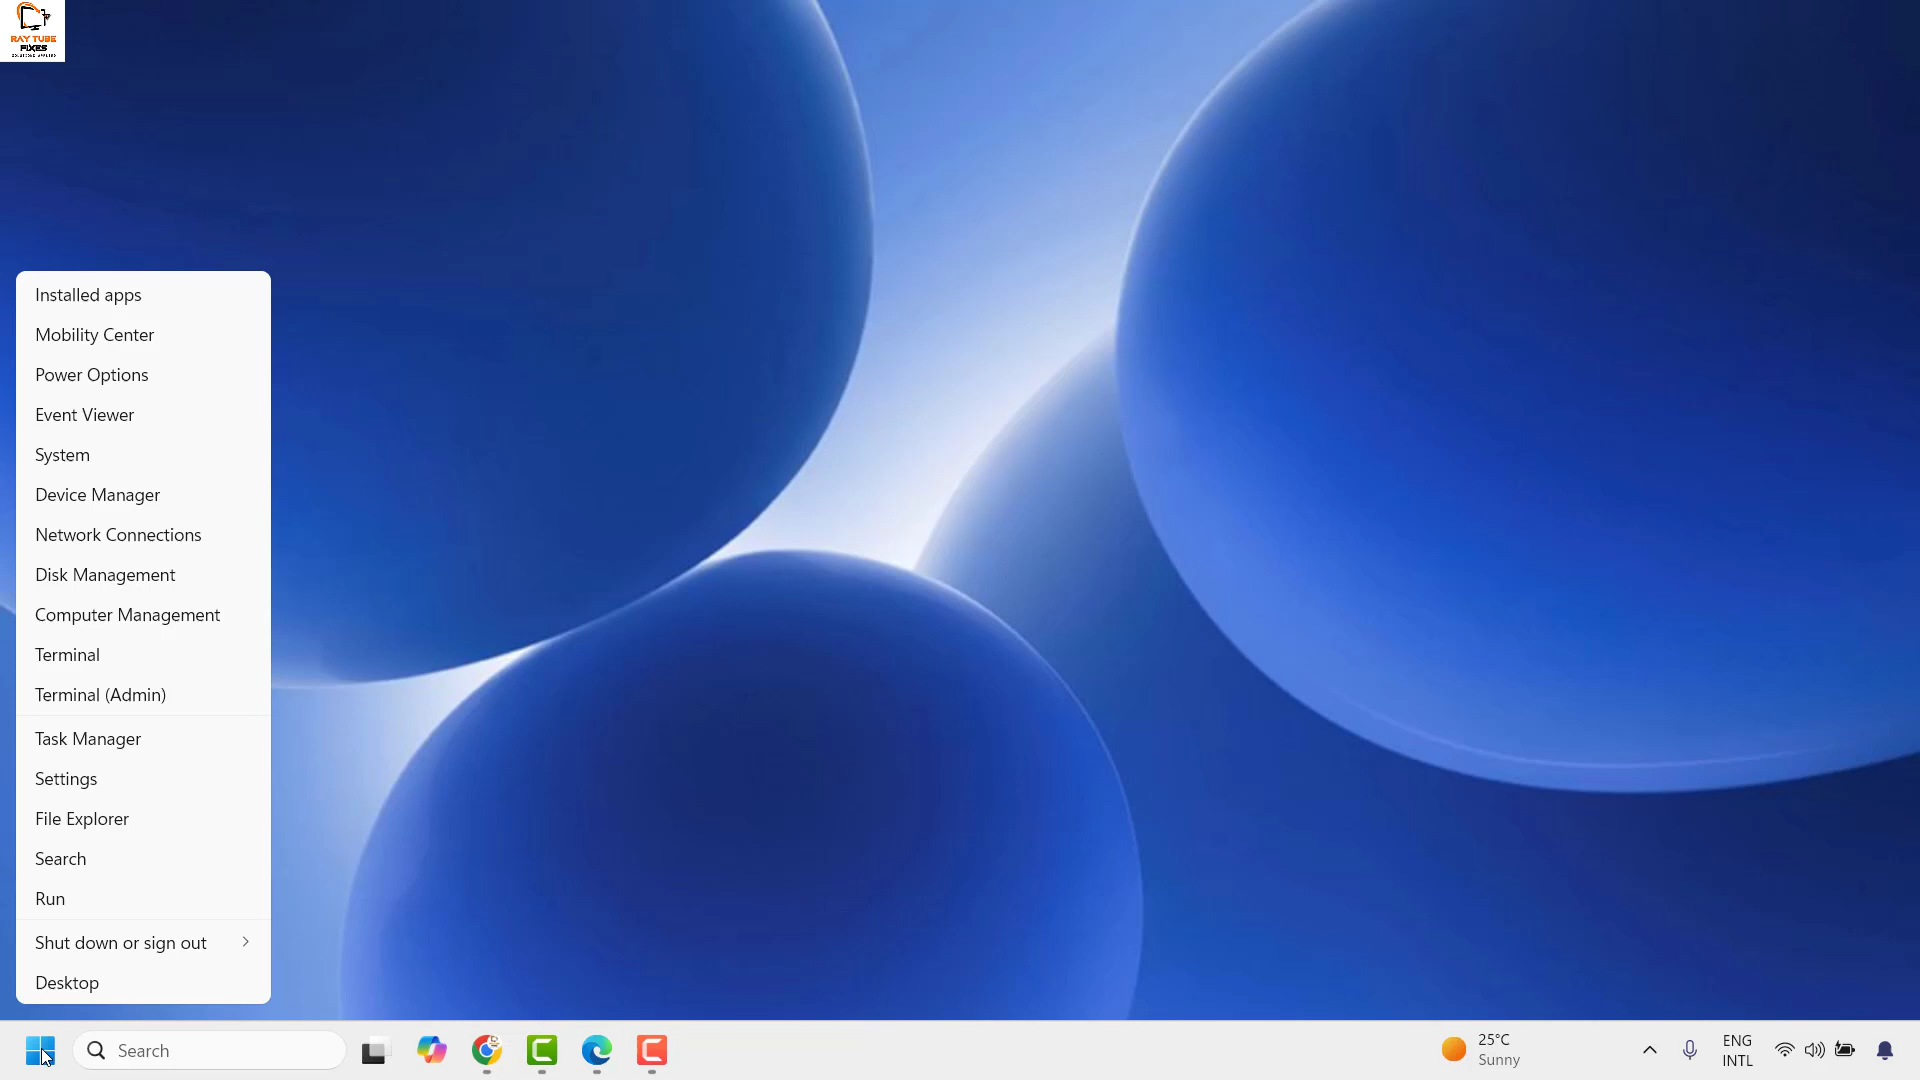 RAY TUBE
FIXES
SOLUTIONS APPLIED
Installed apps
Mobility Center
Power Options
Event Viewer
System
Device Manager
Network Connections
Disk Management
Computer Management
Terminal
Terminal (Admin)
Task Manager
Settings
File Explorer
Search
Run
Shut down or sign out
Desktop
Search
25°C
Sunny
ENG
INTL